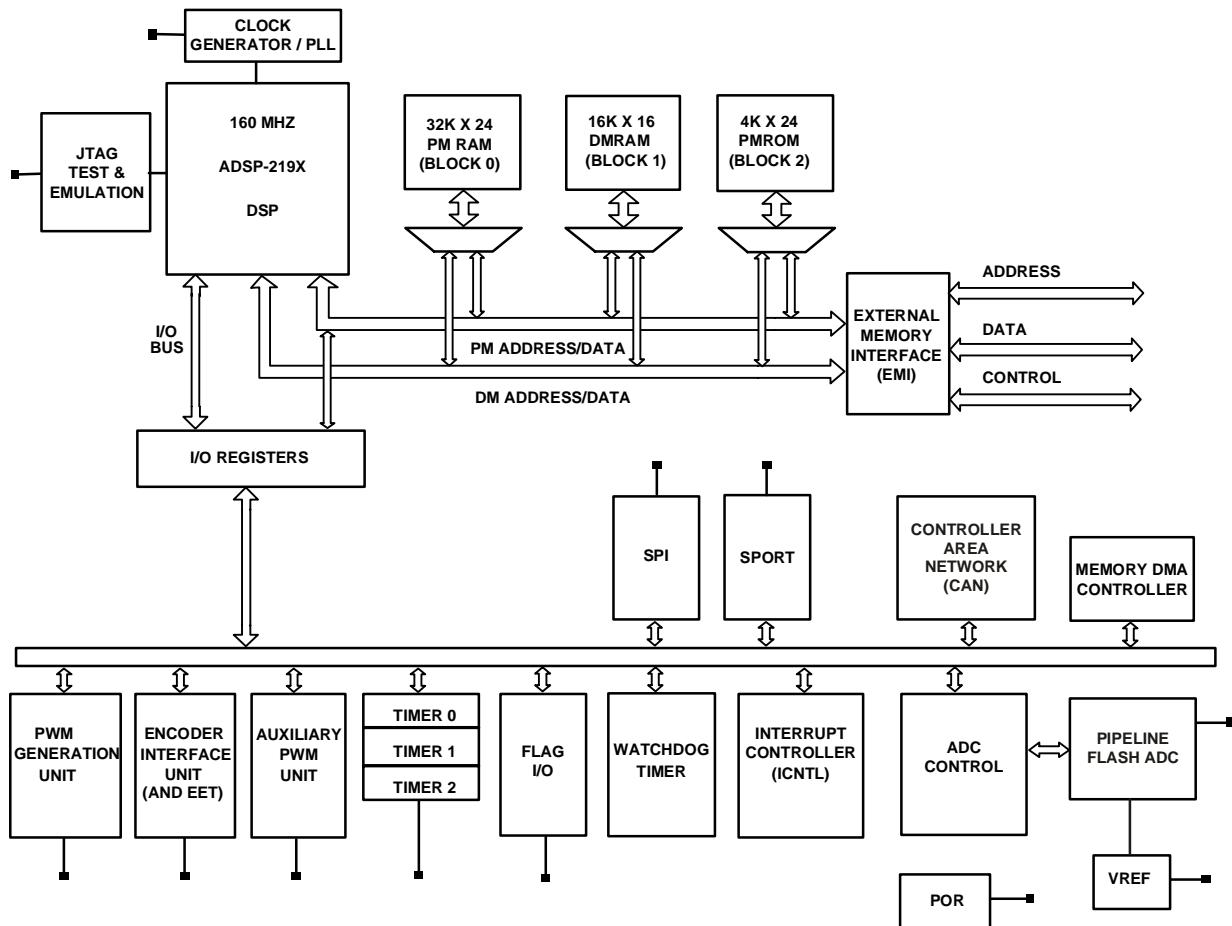 CLOCK
GENERATOR / PLL
160 MHZ
ADSP-219X
DSP
JTAG
TEST &
EMULATION
32K X 24
PM RAM
(BLOCK 0)
16K X 16
DMRAM
(BLOCK 1)
4K X 24
PMROM
(BLOCK 2)
I/O
BUS
PM ADDRESS/DATA
DM ADDRESS/DATA
EXTERNAL
MEMORY
INTERFACE
(EMI)
ADDRESS
DATA
CONTROL
I/O REGISTERS
SPI
SPORT
CONTROLLER
AREA
NETWORK
(CAN)
MEMORY DMA
CONTROLLER
PWM
GENERATION
UNIT
ENCODER
INTERFACE
UNIT
(AND EET)
AUXILIARY
PWM
UNIT
TIMER 0
TIMER 1
TIMER 2
FLAG
I/O
WATCHDOG
TIMER
INTERRUPT
CONTROLLER
(ICNTL)
ADC
CONTROL
PIPELINE
FLASH ADC
VREF
POR